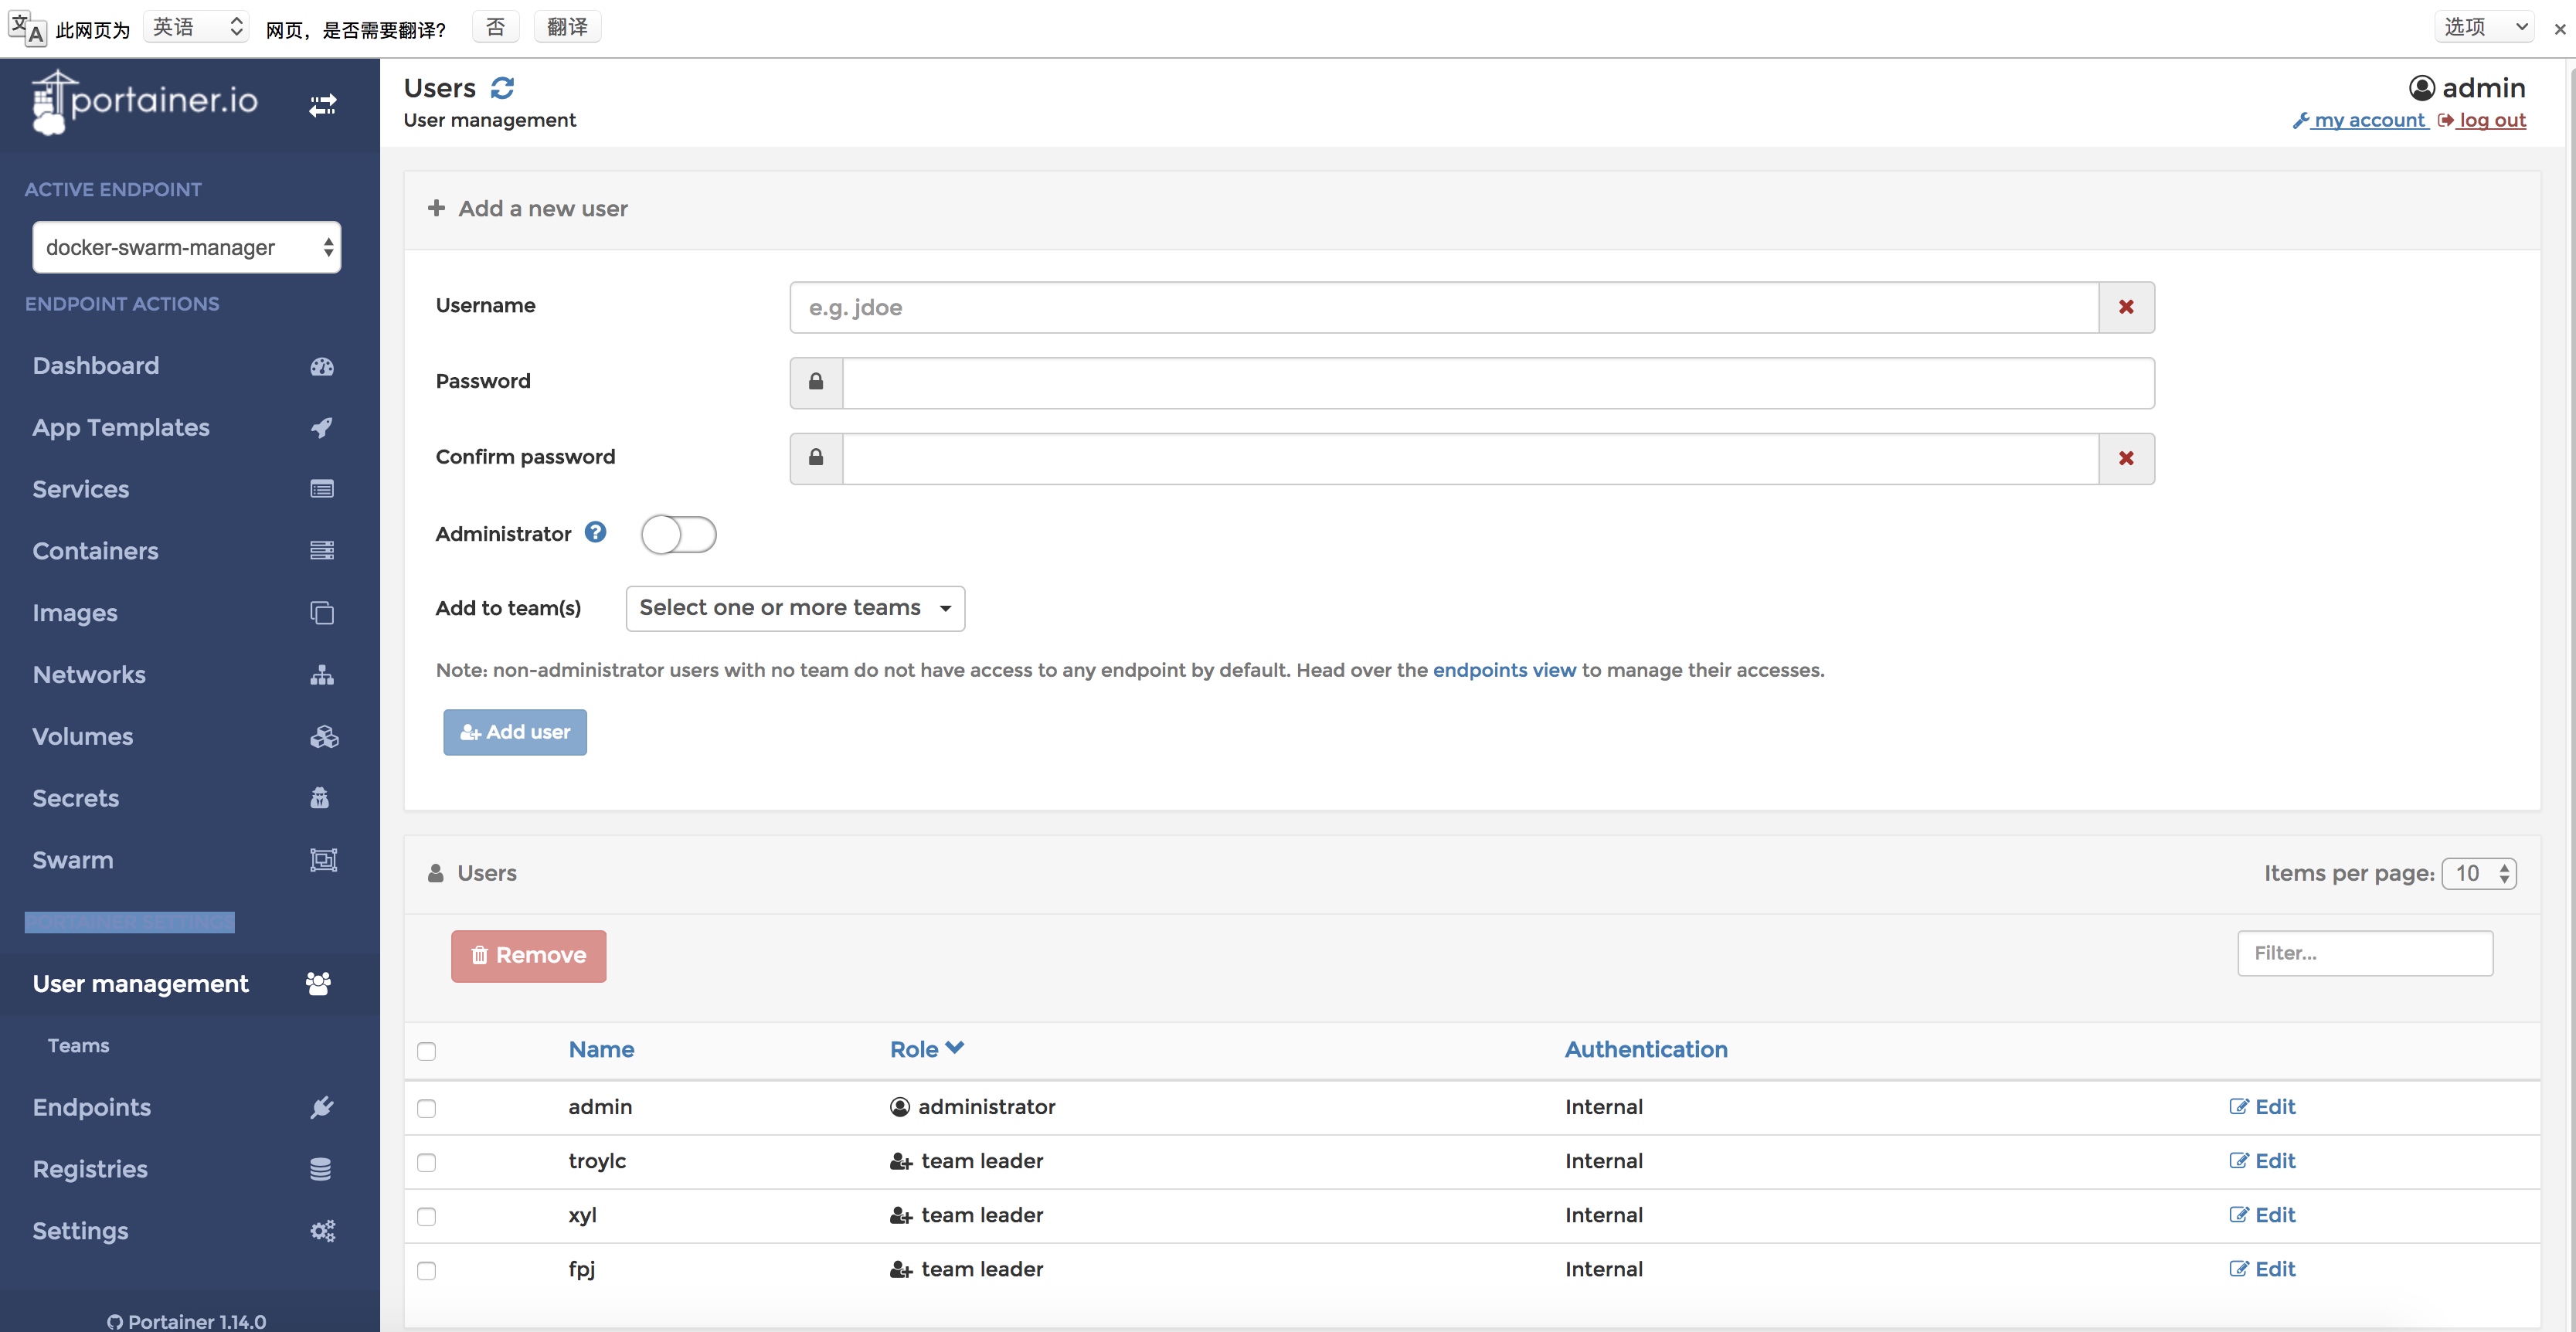 此网页为 英语 网页，是否需要翻译? 否 翻译 选项
portainer.io
ACTIVE ENDPOINT
docker-swarm-manager
ENDPOINT ACTIONS
Dashboard
App Templates
Services
Containers
Images
Networks
Volumes
Secrets
Swarm
PORTAINER SETTINGS
User management
Teams
Endpoints
Registries
Settings
Portainer 1.14.0
Users
User management
admin
my account log out
Add a new user
Username e.g. jdoe
Password
Confirm password
Administrator
Add to team(s) Select one or more teams
Note: non-administrator users with no team do not have access to any endpoint by default. Head over the endpoints view to manage their accesses.
Add user
Users Items per page: 10
Remove Filter...
Name Role Authentication
admin administrator Internal Edit
troylc team leader Internal Edit
xyl team leader Internal Edit
fpj team leader Internal Edit